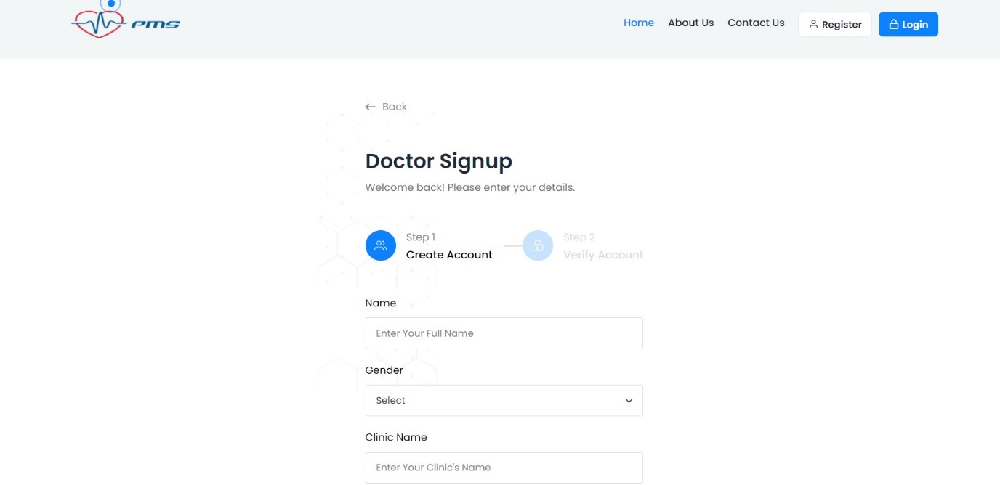 PMS
Home About Us Contact Us Register Login
Back
Doctor Signup
Welcome back! Please enter your details.
Step 1
Create Account
Step 2
Verify Account
Name
Enter Your Full Name
Gender
Select
Clinic Name
Enter Your Clinic's Name